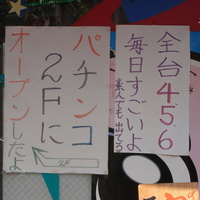 全台４.５.６
毎日すごいよ
素人でも出てる
パチンコ
２Fに
オープンしたよ
2F